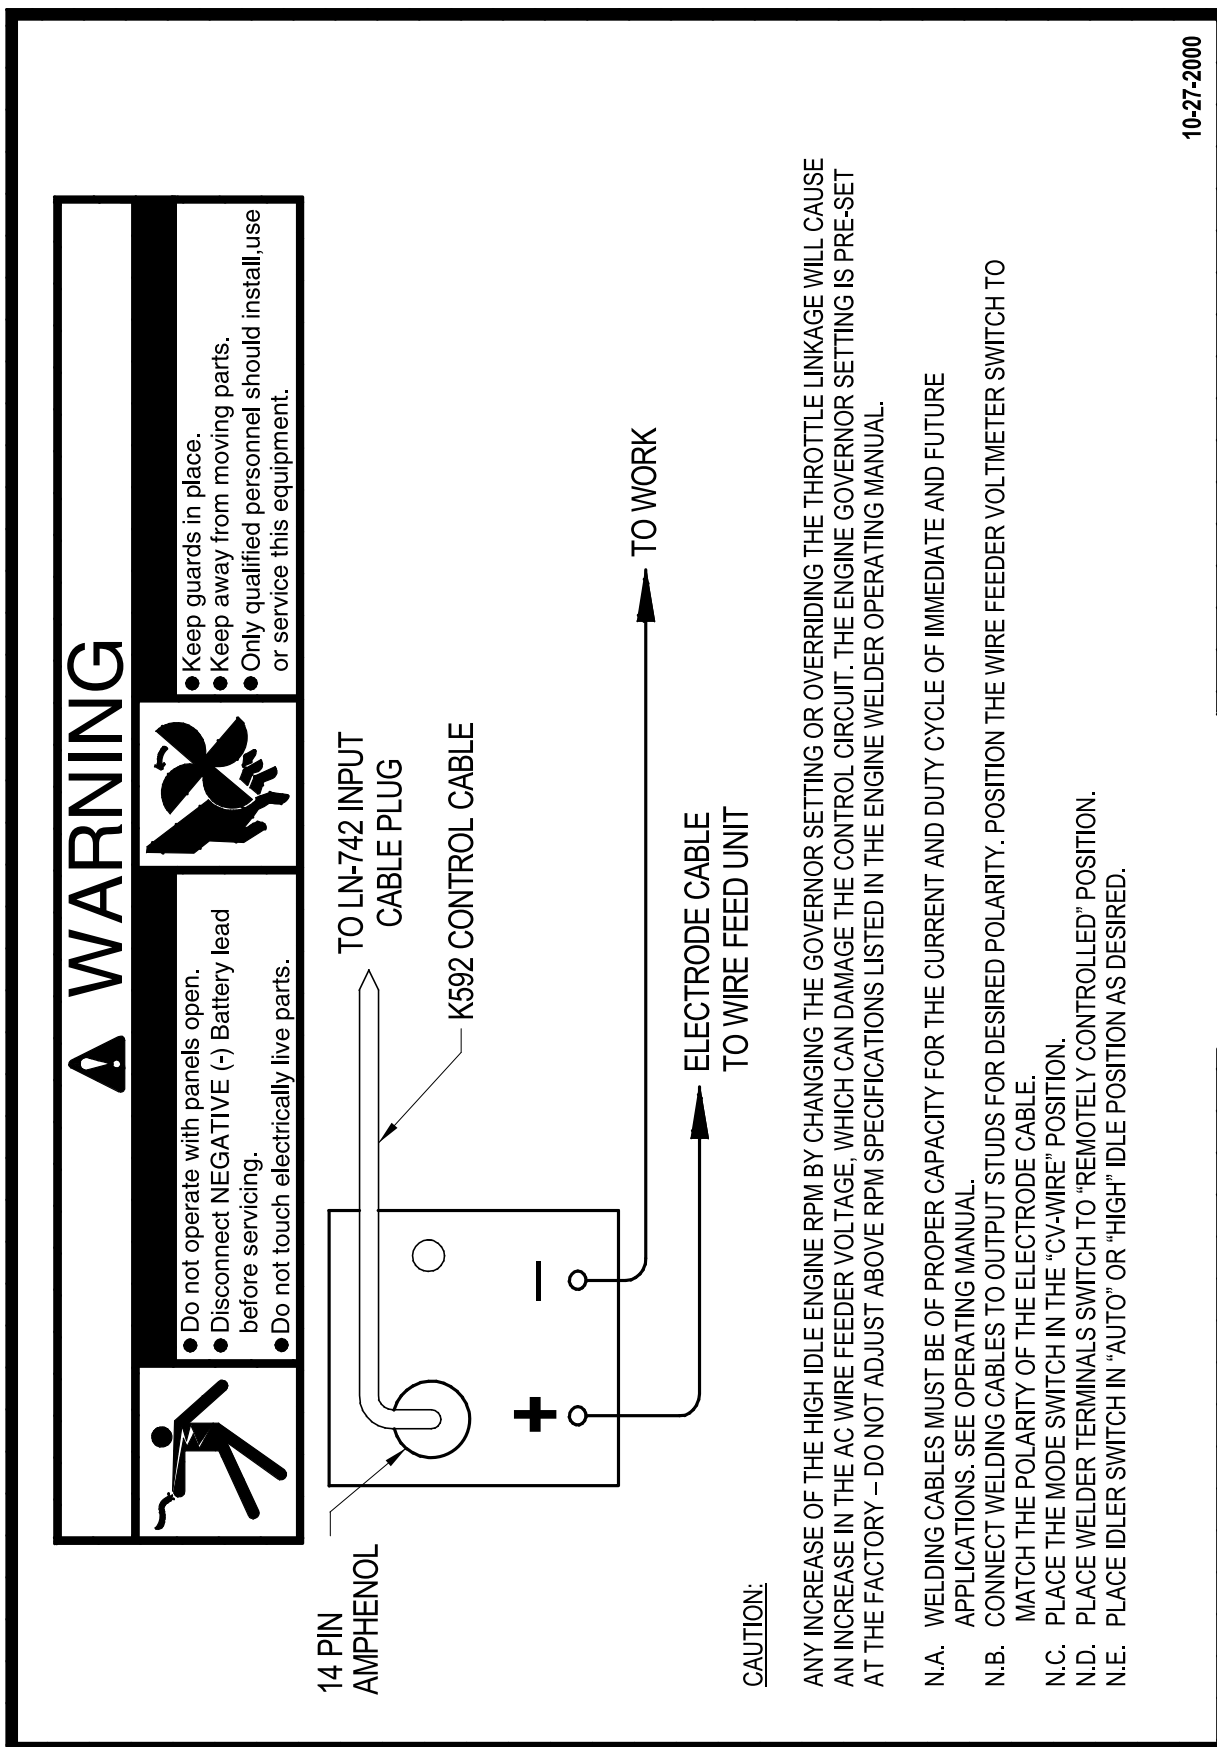 WARNING
● Do not operate with panels open.
● Disconnect NEGATIVE (-) Battery lead
before servicing.
● Do not touch electrically live parts.
● Keep guards in place.
● Keep away from moving parts.
● Only qualified personnel should install,use
or service this equipment.
14 PIN
AMPHENOL
TO LN-742 INPUT
CABLE PLUG
K592 CONTROL CABLE
+
–
ELECTRODE CABLE
TO WIRE FEED UNIT
TO WORK
CAUTION:
ANY INCREASE OF THE HIGH IDLE ENGINE RPM BY CHANGING THE GOVERNOR SETTING OR OVERRIDING THE THROTTLE LINKAGE WILL CAUSE
AN INCREASE IN THE AC WIRE FEEDER VOLTAGE, WHICH CAN DAMAGE THE CONTROL CIRCUIT. THE ENGINE GOVERNOR SETTING IS PRE-SET
AT THE FACTORY – DO NOT ADJUST ABOVE RPM SPECIFICATIONS LISTED IN THE ENGINE WELDER OPERATING MANUAL.
N.A. WELDING CABLES MUST BE OF PROPER CAPACITY FOR THE CURRENT AND DUTY CYCLE OF IMMEDIATE AND FUTURE
APPLICATIONS. SEE OPERATING MANUAL.
N.B. CONNECT WELDING CABLES TO OUTPUT STUDS FOR DESIRED POLARITY. POSITION THE WIRE FEEDER VOLTMETER SWITCH TO
MATCH THE POLARITY OF THE ELECTRODE CABLE.
N.C. PLACE THE MODE SWITCH IN THE “CV-WIRE” POSITION.
N.D. PLACE WELDER TERMINALS SWITCH TO “REMOTELY CONTROLLED” POSITION.
N.E. PLACE IDLER SWITCH IN “AUTO” OR “HIGH” IDLE POSITION AS DESIRED.
10-27-2000